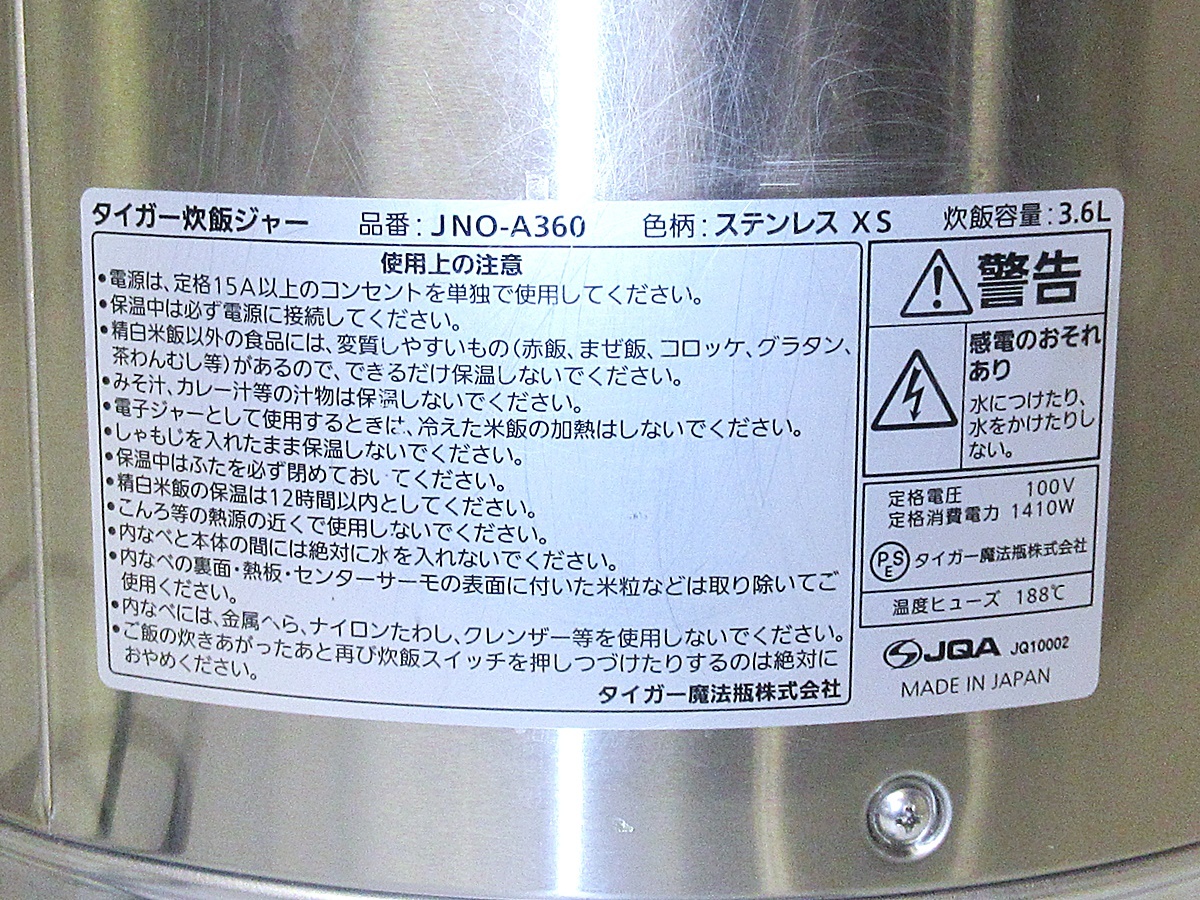 タイガー炊飯ジャー 品番：JNO-A360 色柄：ステンレス XS 炊飯容量：3.6L
使用上の注意
•電源は、定格15A以上のコンセントを単独で使用してください。
•保温中は必ず電源に接続してください。
•精白米飯以外の食品には、変質しやすいもの（赤飯、まぜ飯、コロッケ、グラタン、
茶わんむし等）があるので、できるだけ保温しないでください。
•みそ汁、カレー汁等の汁物は保温しないでください。
•電子ジャーとして使用するときは、冷えた米飯の加熱はしないでください。
•しゃもじを入れたまま保温しないでください。
•保温中はふたを必ず閉めておいてください。
•精白米飯の保温は12時間以内としてください。
•こんろ等の熱源の近くで使用しないでください。
•内なべと本体の間には絶対に水を入れないでください。
•内なべの裏面・熱板・センターサーモの表面に付いた米粒などは取り除いてご
使用ください。
•内なべには、金属へら、ナイロンたわし、クレンザー等を使用しないでください。
•ご飯の炊きあがったあと再び炊飯スイッチを押しつづけたりするのは絶対に
おやめください。
タイガー魔法瓶株式会社
警告
感電のおそれ
あり
水につけたり、
水をかけたりし
ない。
定格電圧 100V
定格消費電力 1410W
PSE タイガー魔法瓶株式会社
温度ヒューズ 188℃
JQA JQ10002
MADE IN JAPAN